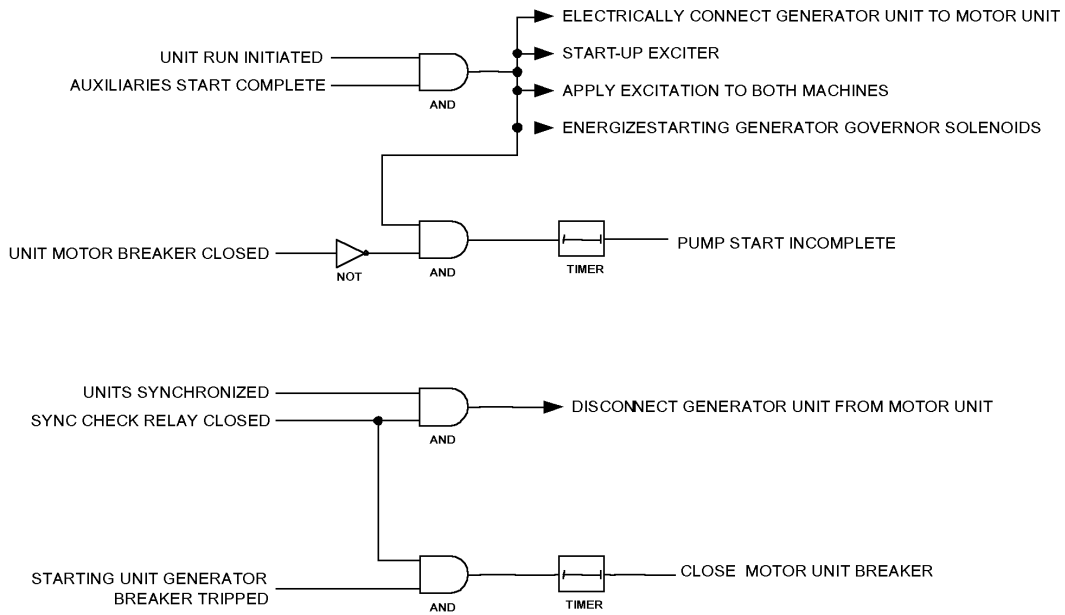 ELECTRICALLY CONNECT GENERATOR UNIT TO MOTOR UNIT
UNIT RUN INITIATED
START-UP EXCITER
AUXILIARIES START COMPLETE
AND
APPLY EXCITATION TO BOTH MACHINES
ENERGIZESTARTING GENERATOR GOVERNOR SOLENOIDS
UNIT MOTOR BREAKER CLOSED
NOT
AND
TIMER
PUMP START INCOMPLETE
UNITS SYNCHRONIZED
SYNC CHECK RELAY CLOSED
AND
DISCONNECT GENERATOR UNIT FROM MOTOR UNIT
STARTING UNIT GENERATOR
BREAKER TRIPPED
AND
TIMER
CLOSE MOTOR UNIT BREAKER